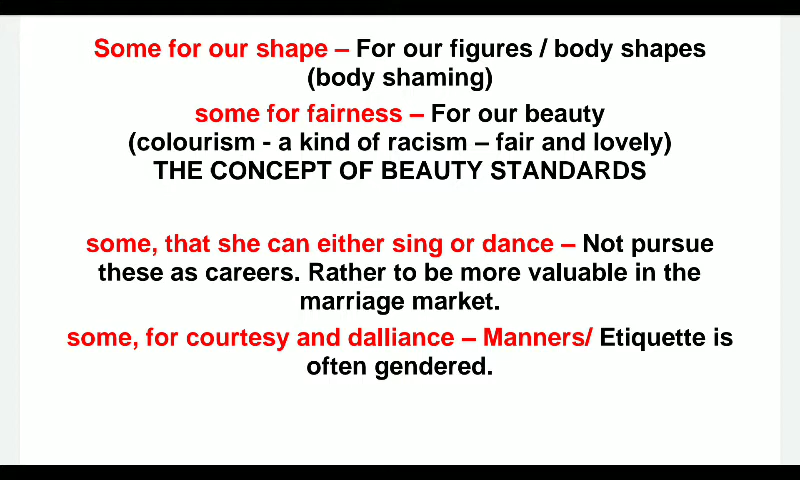 Some for our shape – For our figures / body shapes
(body shaming)
some for fairness – For our beauty
(colourism - a kind of racism – fair and lovely)
THE CONCEPT OF BEAUTY STANDARDS
some, that she can either sing or dance – Not pursue
these as careers. Rather to be more valuable in the
marriage market.
some, for courtesy and dalliance – Manners/ Etiquette is
often gendered.